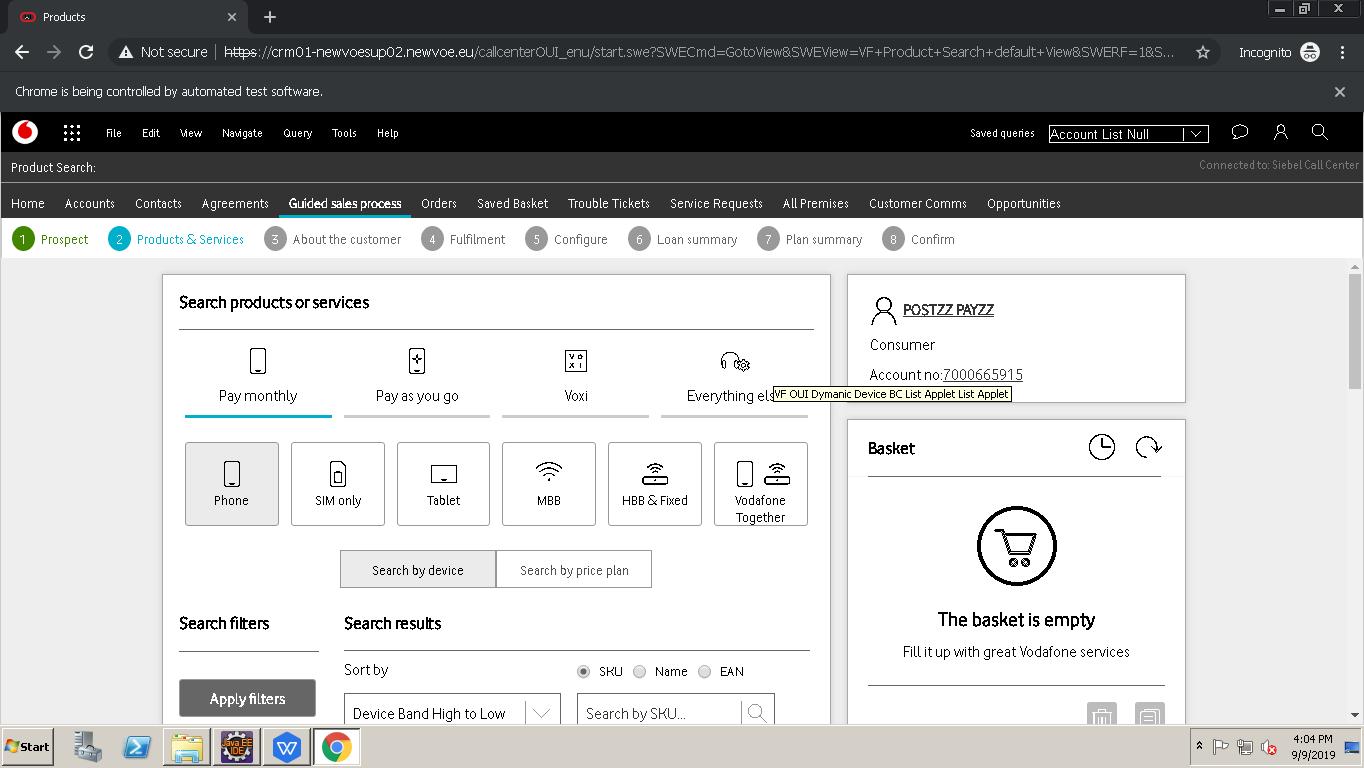 Products
Not secure https://crm01-newvoesup02.newvoe.eu/callcenterOUI_enu/start.swe?SWECmd=GotoView&SWEView=VF+Product+Search+default+View&SWERF=1&S...
Incognito
Chrome is being controlled by automated test software.
File Edit View Navigate Query Tools Help
Saved queries Account List Null
Product Search:
Connected to: Siebel Call Center
Home Accounts Contacts Agreements Guided sales process Orders Saved Basket Trouble Tickets Service Requests All Premises Customer Comms Opportunities
1 Prospect 2 Products & Services 3 About the customer 4 Fulfilment 5 Configure 6 Loan summary 7 Plan summary 8 Confirm
Search products or services
VOXI
Pay monthly Pay as you go Voxi Everything els
Phone SIM only Tablet MBB HBB & Fixed Vodafone Together
Search by device Search by price plan
Search filters
Apply filters
Search results
Sort by
SKU Name EAN
Device Band High to Low
Search by SKU...
POSTZZ PAYZZ
Consumer
Account no:7000665915
VF OUI Dymanic Device BC List Applet List Applet
Basket
The basket is empty
Fill it up with great Vodafone services
Start
Java EE
IDE
W
4:04 PM
9/9/2019